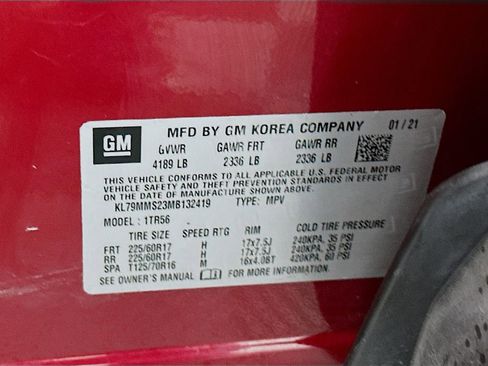 GM
MFD BY GM KOREA COMPANY 01/21
GVWR GAWR FRT GAWR RR
4189 LB 2336 LB 2336 LB
THIS VEHICLE CONFORMS TO ALL APPLICABLE U.S. FEDERAL MOTOR
VEHICLE SAFETY AND THEFT PREVENTION STANDARDS IN EFFECT ON
THE DATE OF MANUFACTURE SHOWN ABOVE.
KL79MMS23MB132419 TYPE: MPV
MODEL : 1TR56
TIRE SIZE SPEED RTG RIM COLD TIRE PRESSURE
FRT 225/60R17 H 17x7.5J 240KPA, 35 PSI
RR 225/60R17 H 17x7.5J 240KPA, 35 PSI
SPA T125/70R16 M 16x4.0BT 420KPA, 60 PSI
SEE OWNER'S MANUAL FOR MORE INFORMATION